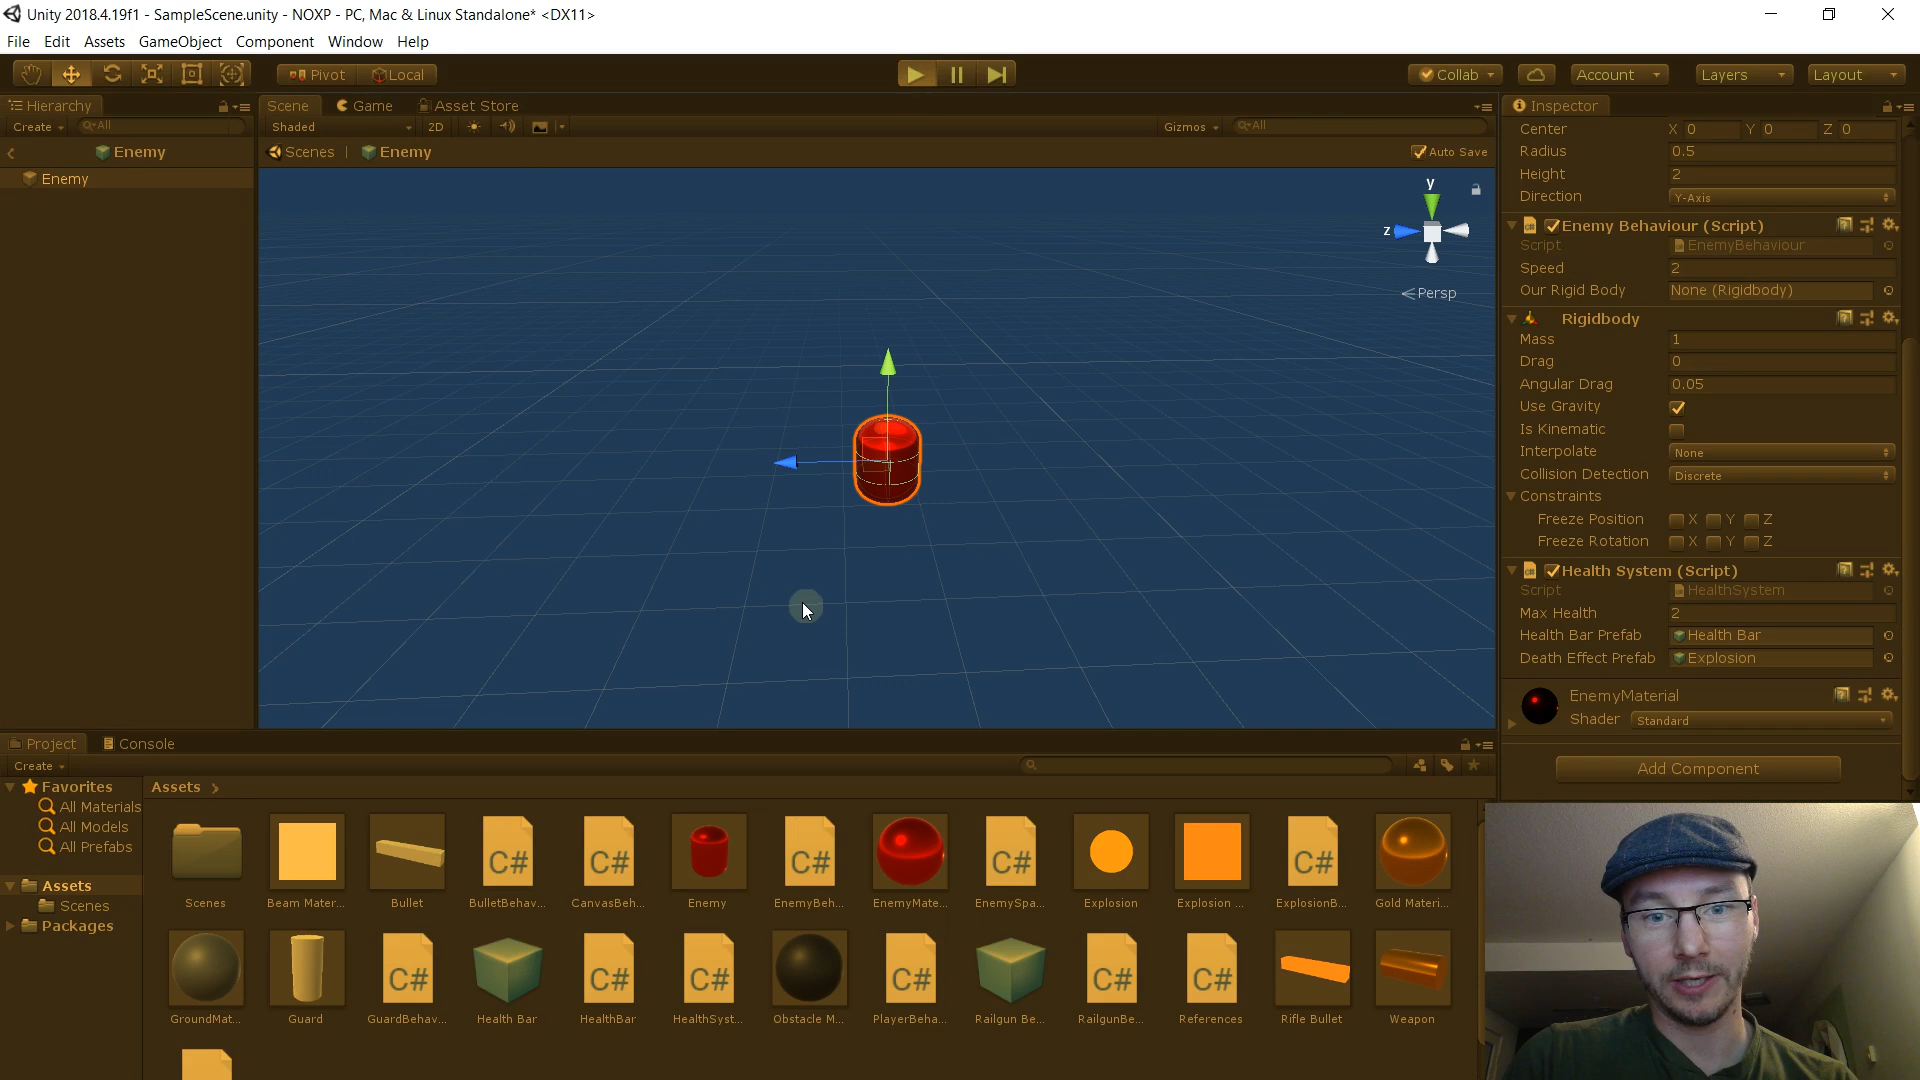 Unity 2018.4.19f1 - SampleScene.unity - NOXP - PC, Mac & Linux Standalone* <DX11>
File Edit Assets GameObject Component Window Help
Pivot Local Collab Account Layers Layout
Hierarchy
Create All
Enemy
Enemy
Scene Game Asset Store
Shaded 2D Gizmos All
Scenes | Enemy Auto Save
y
z
Persp
Inspector
Center X 0 Y 0 Z 0
Radius 0.5
Height 2
Direction Y-Axis
Enemy Behaviour (Script)
Script EnemyBehaviour
Speed 2
Our Rigid Body None (Rigidbody)
Rigidbody
Mass 1
Drag 0
Angular Drag 0.05
Use Gravity
Is Kinematic
Interpolate None
Collision Detection Discrete
Constraints
Freeze Position X Y Z
Freeze Rotation X Y Z
Health System (Script)
Script HealthSystem
Max Health 2
Health Bar Prefab Health Bar
Death Effect Prefab Explosion
EnemyMaterial
Shader Standard
Add Component
Project Console
Create
Favorites
All Materials
All Models
All Prefabs
Assets
Scenes
Packages
Assets
C# C# C# C# C#
Scenes Beam Mater... Bullet BulletBehav... CanvasBeh... Enemy EnemyBeh... EnemyMate... EnemySpa... Explosion Explosion ... ExplosionB... Gold Materi...
C# C# C# C# C# C#
GroundMat... Guard GuardBehav... Health Bar HealthBar HealthSyst... Obstacle M... PlayerBeha... Railgun Be... RailgunBe... References Rifle Bullet Weapon